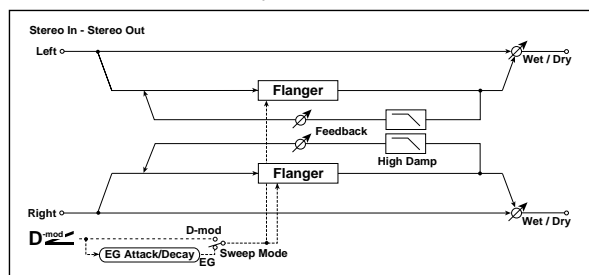 Stereo In - Stereo Out
Left
Wet / Dry
Flanger
Feedback
High Damp
Flanger
Right
Wet / Dry
D-mod
D-mod
EG Attack/Decay
EG
Sweep Mode